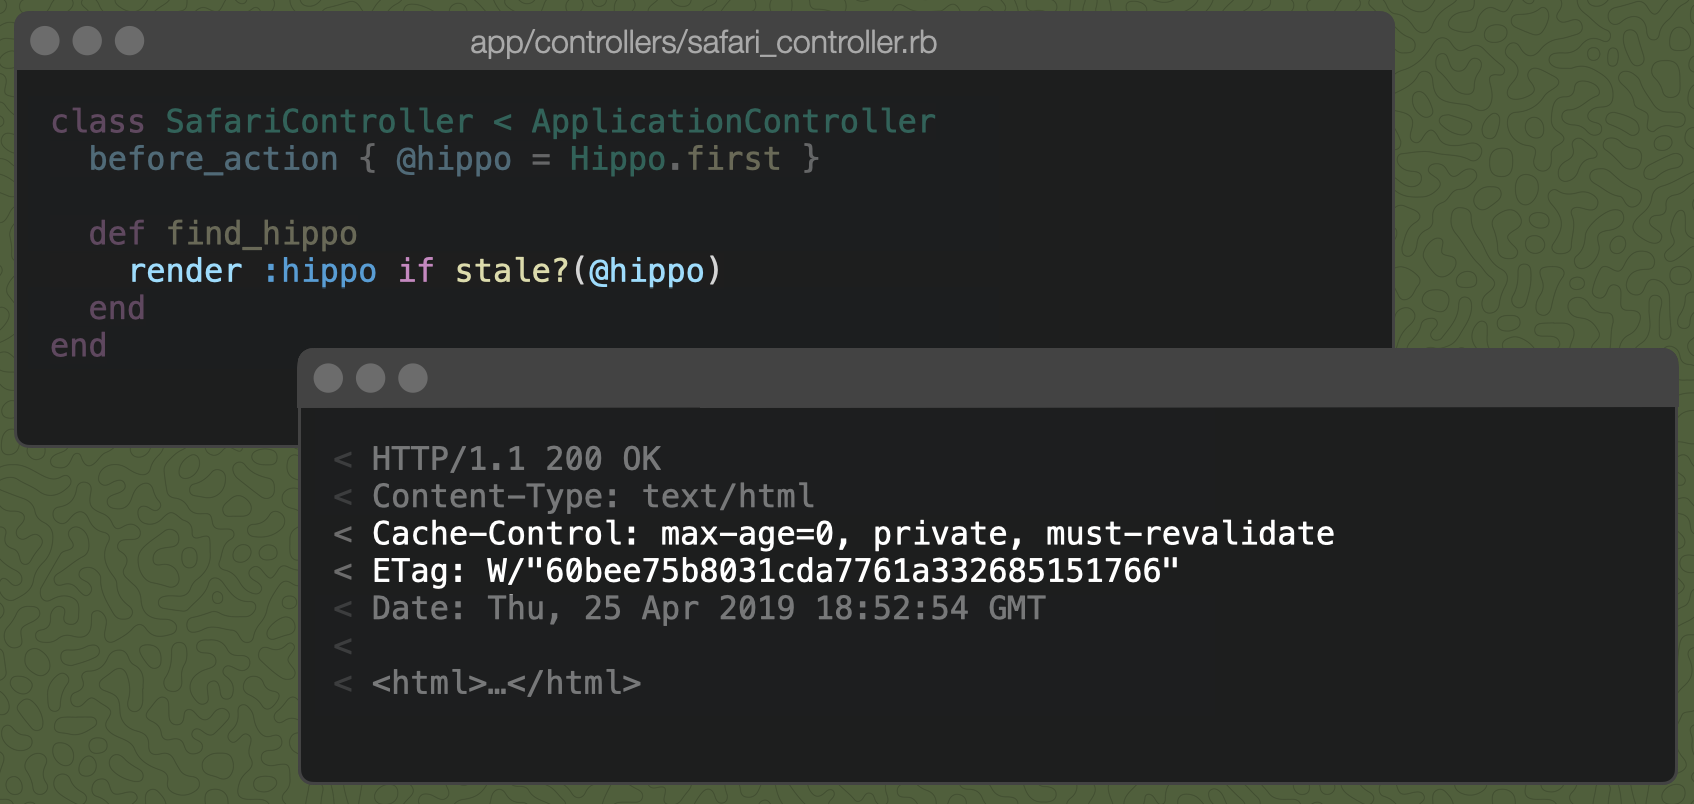 app/controllers/safari_controller.rb
class SafariController < ApplicationController
  before_action { @hippo = Hippo.first }

  def find_hippo
    render :hippo if stale?(@hippo)
  end
end
< HTTP/1.1 200 OK
< Content-Type: text/html
< Cache-Control: max-age=0, private, must-revalidate
< ETag: W/"60bee75b8031cda7761a332685151766"
< Date: Thu, 25 Apr 2019 18:52:54 GMT
<
< <html>…</html>